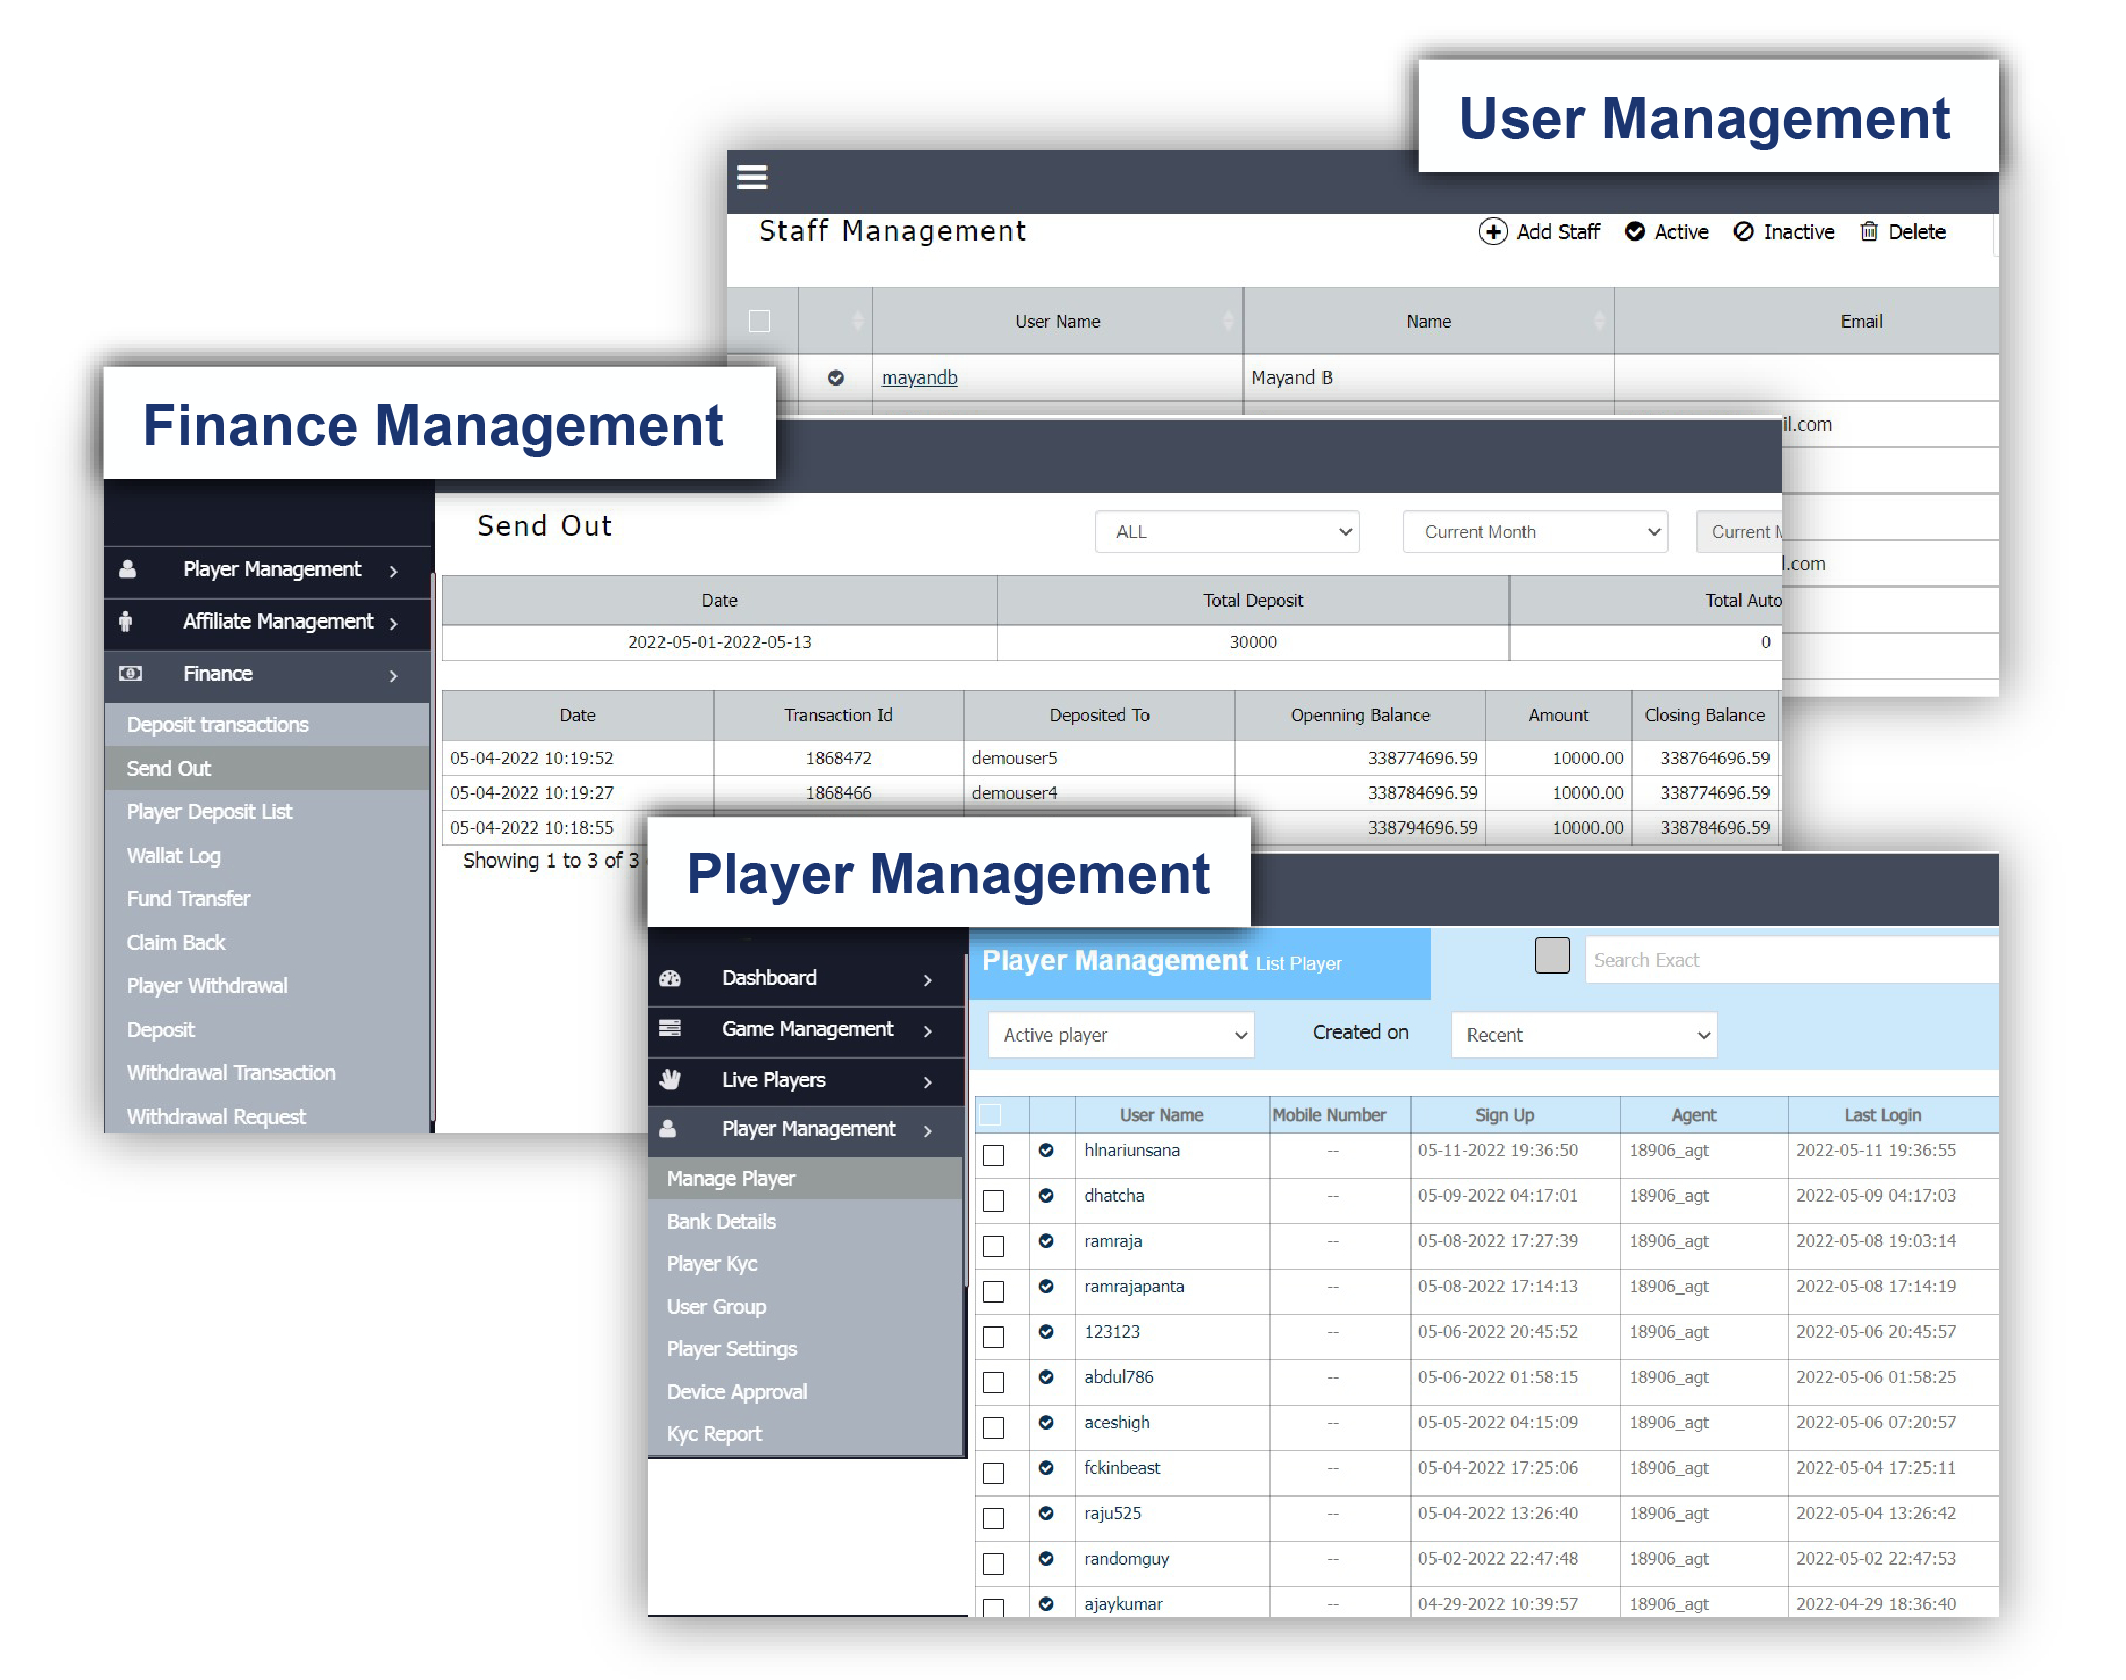 User Management
Staff Management
Add Staff Active Inactive Delete
User Name Name Email
mayandb Mayand B
il.com
.com
Finance Management
Player Management
Affiliate Management
Finance
Deposit transactions
Send Out
Player Deposit List
Wallat Log
Fund Transfer
Claim Back
Player Withdrawal
Deposit
Withdrawal Transaction
Withdrawal Request
Send Out
ALL Current Month Current
Date Total Deposit Total Auto
2022-05-01-2022-05-13 30000 0
Date Transaction Id Deposited To Openning Balance Amount Closing Balance
05-04-2022 10:19:52 1868472 demouser5 338774696.59 10000.00 338764696.59
05-04-2022 10:19:27 1868466 demouser4 338784696.59 10000.00 338774696.59
05-04-2022 10:18:55 338794696.59 10000.00 338784696.59
Showing 1 to 3 of 3
Player Management
Dashboard
Game Management
Live Players
Player Management
Manage Player
Bank Details
Player Kyc
User Group
Player Settings
Device Approval
Kyc Report
Player Management List Player
Search Exact
Active player Created on Recent
User Name Mobile Number Sign Up Agent Last Login
hlnariunsana -- 05-11-2022 19:36:50 18906_agt 2022-05-11 19:36:55
dhatcha -- 05-09-2022 04:17:01 18906_agt 2022-05-09 04:17:03
ramraja -- 05-08-2022 17:27:39 18906_agt 2022-05-08 19:03:14
ramrajapanta -- 05-08-2022 17:14:13 18906_agt 2022-05-08 17:14:19
123123 -- 05-06-2022 20:45:52 18906_agt 2022-05-06 20:45:57
abdul786 -- 05-06-2022 01:58:15 18906_agt 2022-05-06 01:58:25
aceshigh -- 05-05-2022 04:15:09 18906_agt 2022-05-06 07:20:57
fckinbeast -- 05-04-2022 17:25:06 18906_agt 2022-05-04 17:25:11
raju525 -- 05-04-2022 13:26:40 18906_agt 2022-05-04 13:26:42
randomguy -- 05-02-2022 22:47:48 18906_agt 2022-05-02 22:47:53
ajaykumar -- 04-29-2022 10:39:57 18906_agt 2022-04-29 18:36:40